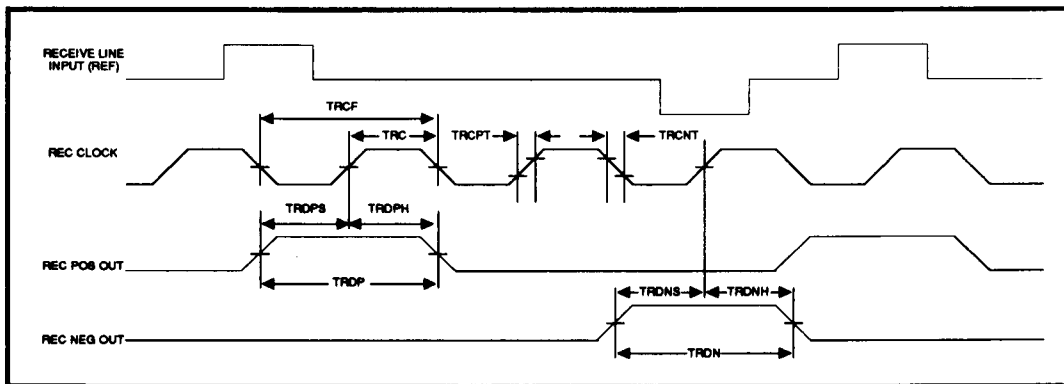 RECEIVE LINE
INPUT (REF)
TRCF
TRC
TRCPT
TRCNT
REC CLOCK
TRDPS
TRDPH
REC POS OUT
TRDP
TRDNS
TRDNH
REC NEG OUT
TRDN